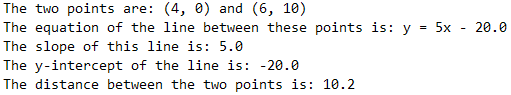 The two points are: (4, 0) and (6, 10)
The equation of the line between these points is: y = 5x - 20.0
The slope of this line is: 5.0
The y-intercept of the line is: -20.0
The distance between the two points is: 10.2